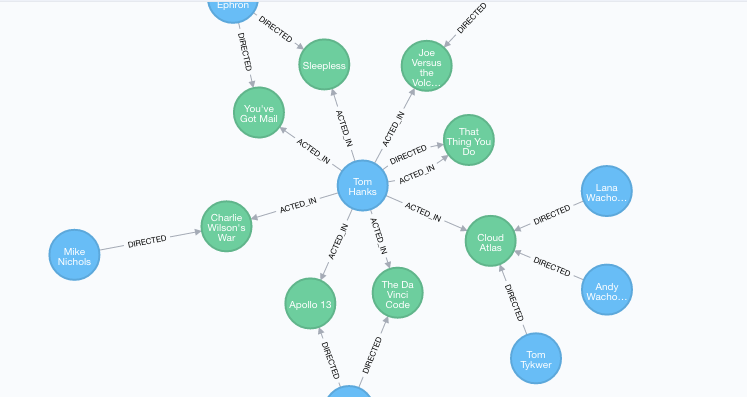 Ephron
DIRECTED
DIRECTED
DIRECTED
Sleepless
Joe
Versus
the
Volc...
You've
Got Mail
ACTED_IN
ACTED_IN
ACTED_IN
DIRECTED
ACTED_IN
That
Thing You
Do
Tom
Hanks
Lana
Wacho...
ACTED_IN
ACTED_IN
DIRECTED
Charlie
Wilson's
War
Mike
Nichols
DIRECTED
ACTED_IN
ACTED_IN
Cloud
Atlas
DIRECTED
Andy
Wacho...
Apollo 13
The Da
Vinci
Code
DIRECTED
DIRECTED
DIRECTED
Tom
Tykwer